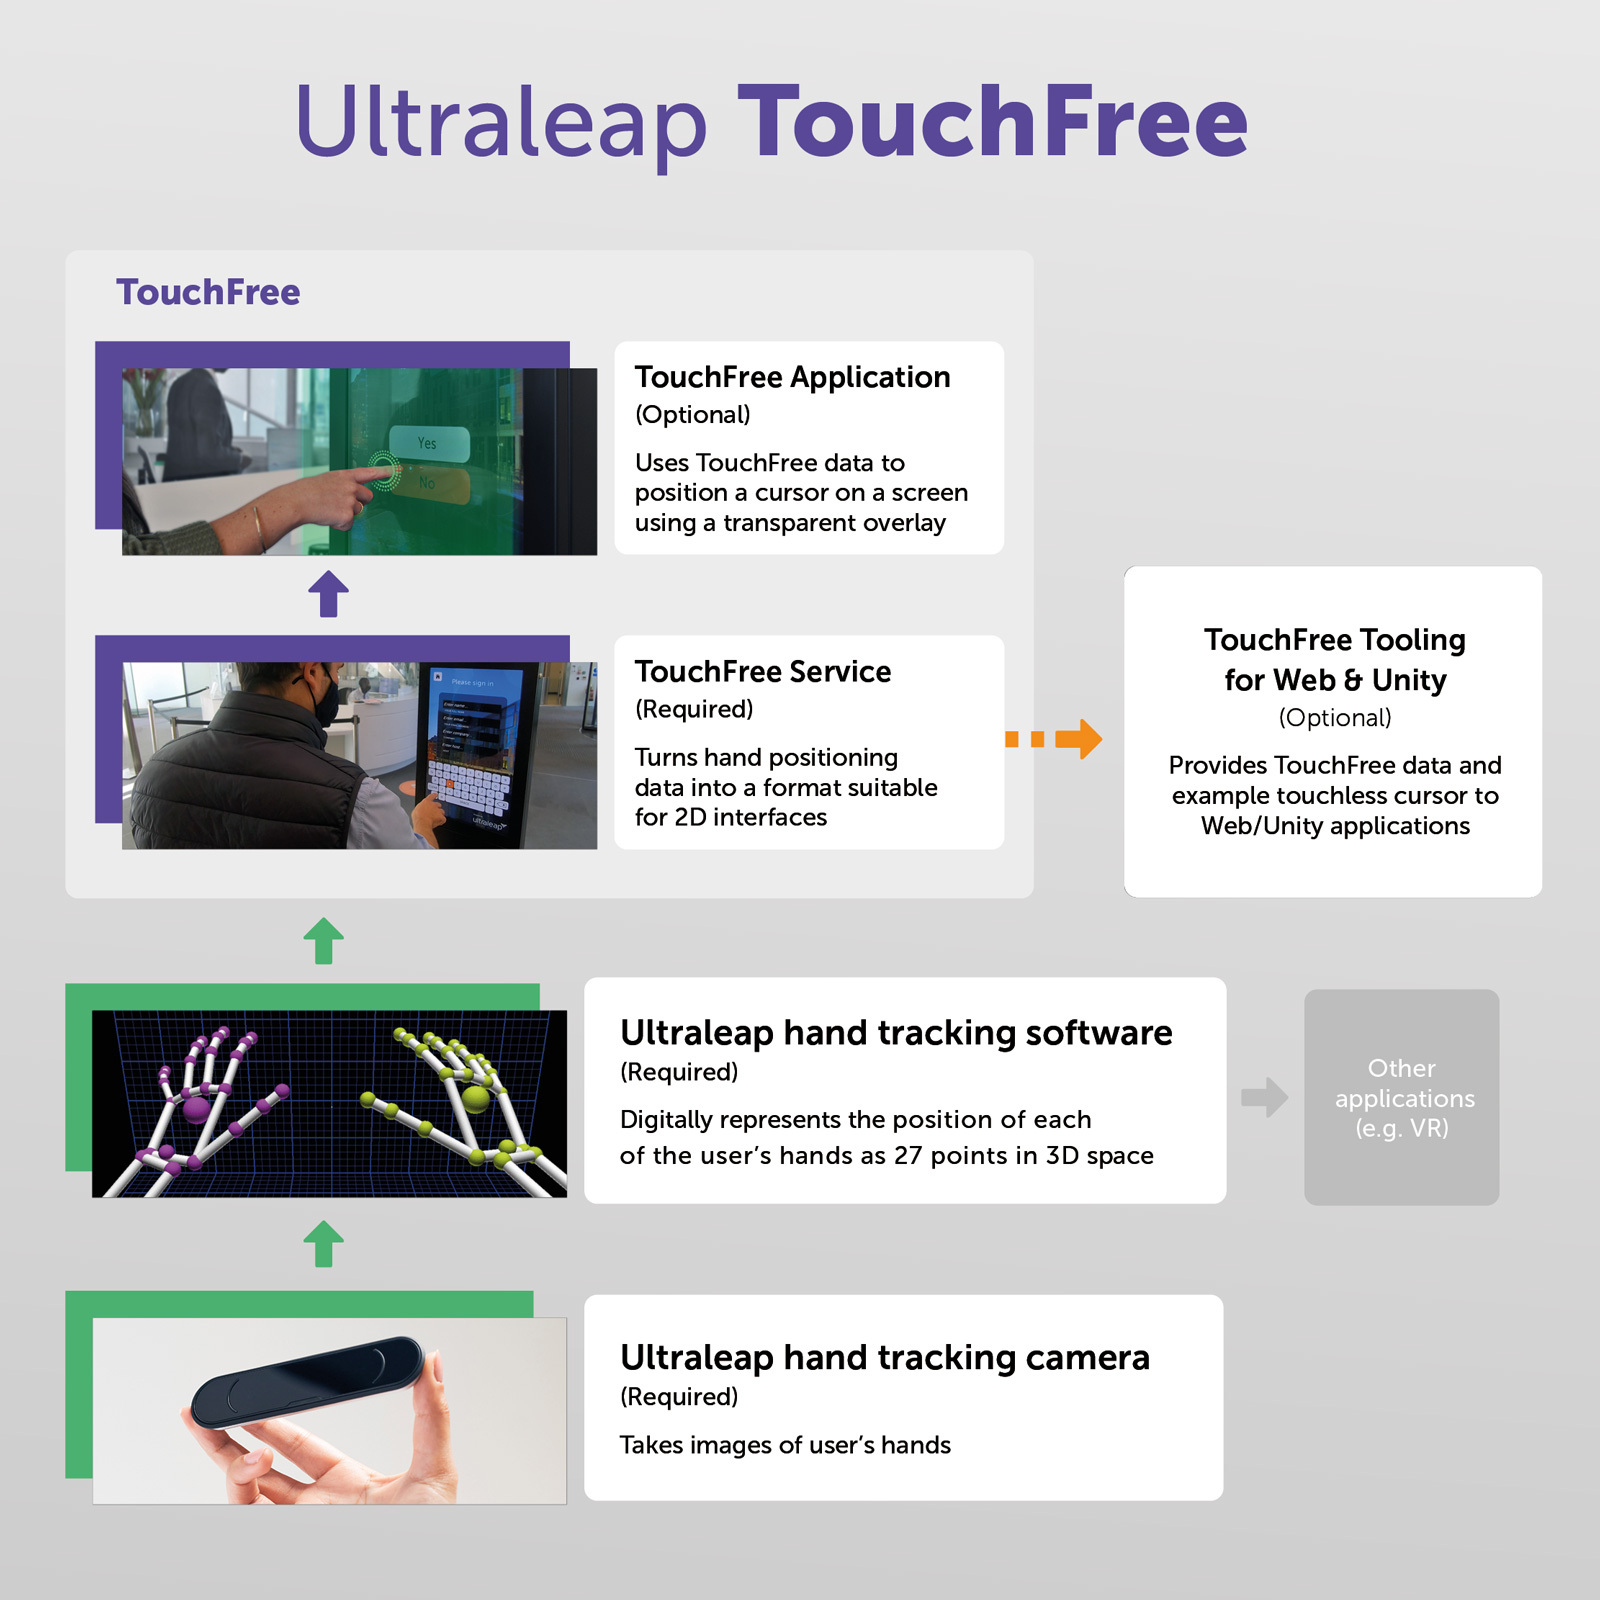 Ultraleap TouchFree
TouchFree
Yes
No
TouchFree Application
(Optional)
Uses TouchFree data to
position a cursor on a screen
using a transparent overlay
Please sign in
ultraleap
TouchFree Service
(Required)
Turns hand positioning
data into a format suitable
for 2D interfaces
TouchFree Tooling
for Web & Unity
(Optional)
Provides TouchFree data and
example touchless cursor to
Web/Unity applications
Ultraleap hand tracking software
(Required)
Digitally represents the position of each
of the user's hands as 27 points in 3D space
Other
applications
(e.g. VR)
Ultraleap hand tracking camera
(Required)
Takes images of user's hands